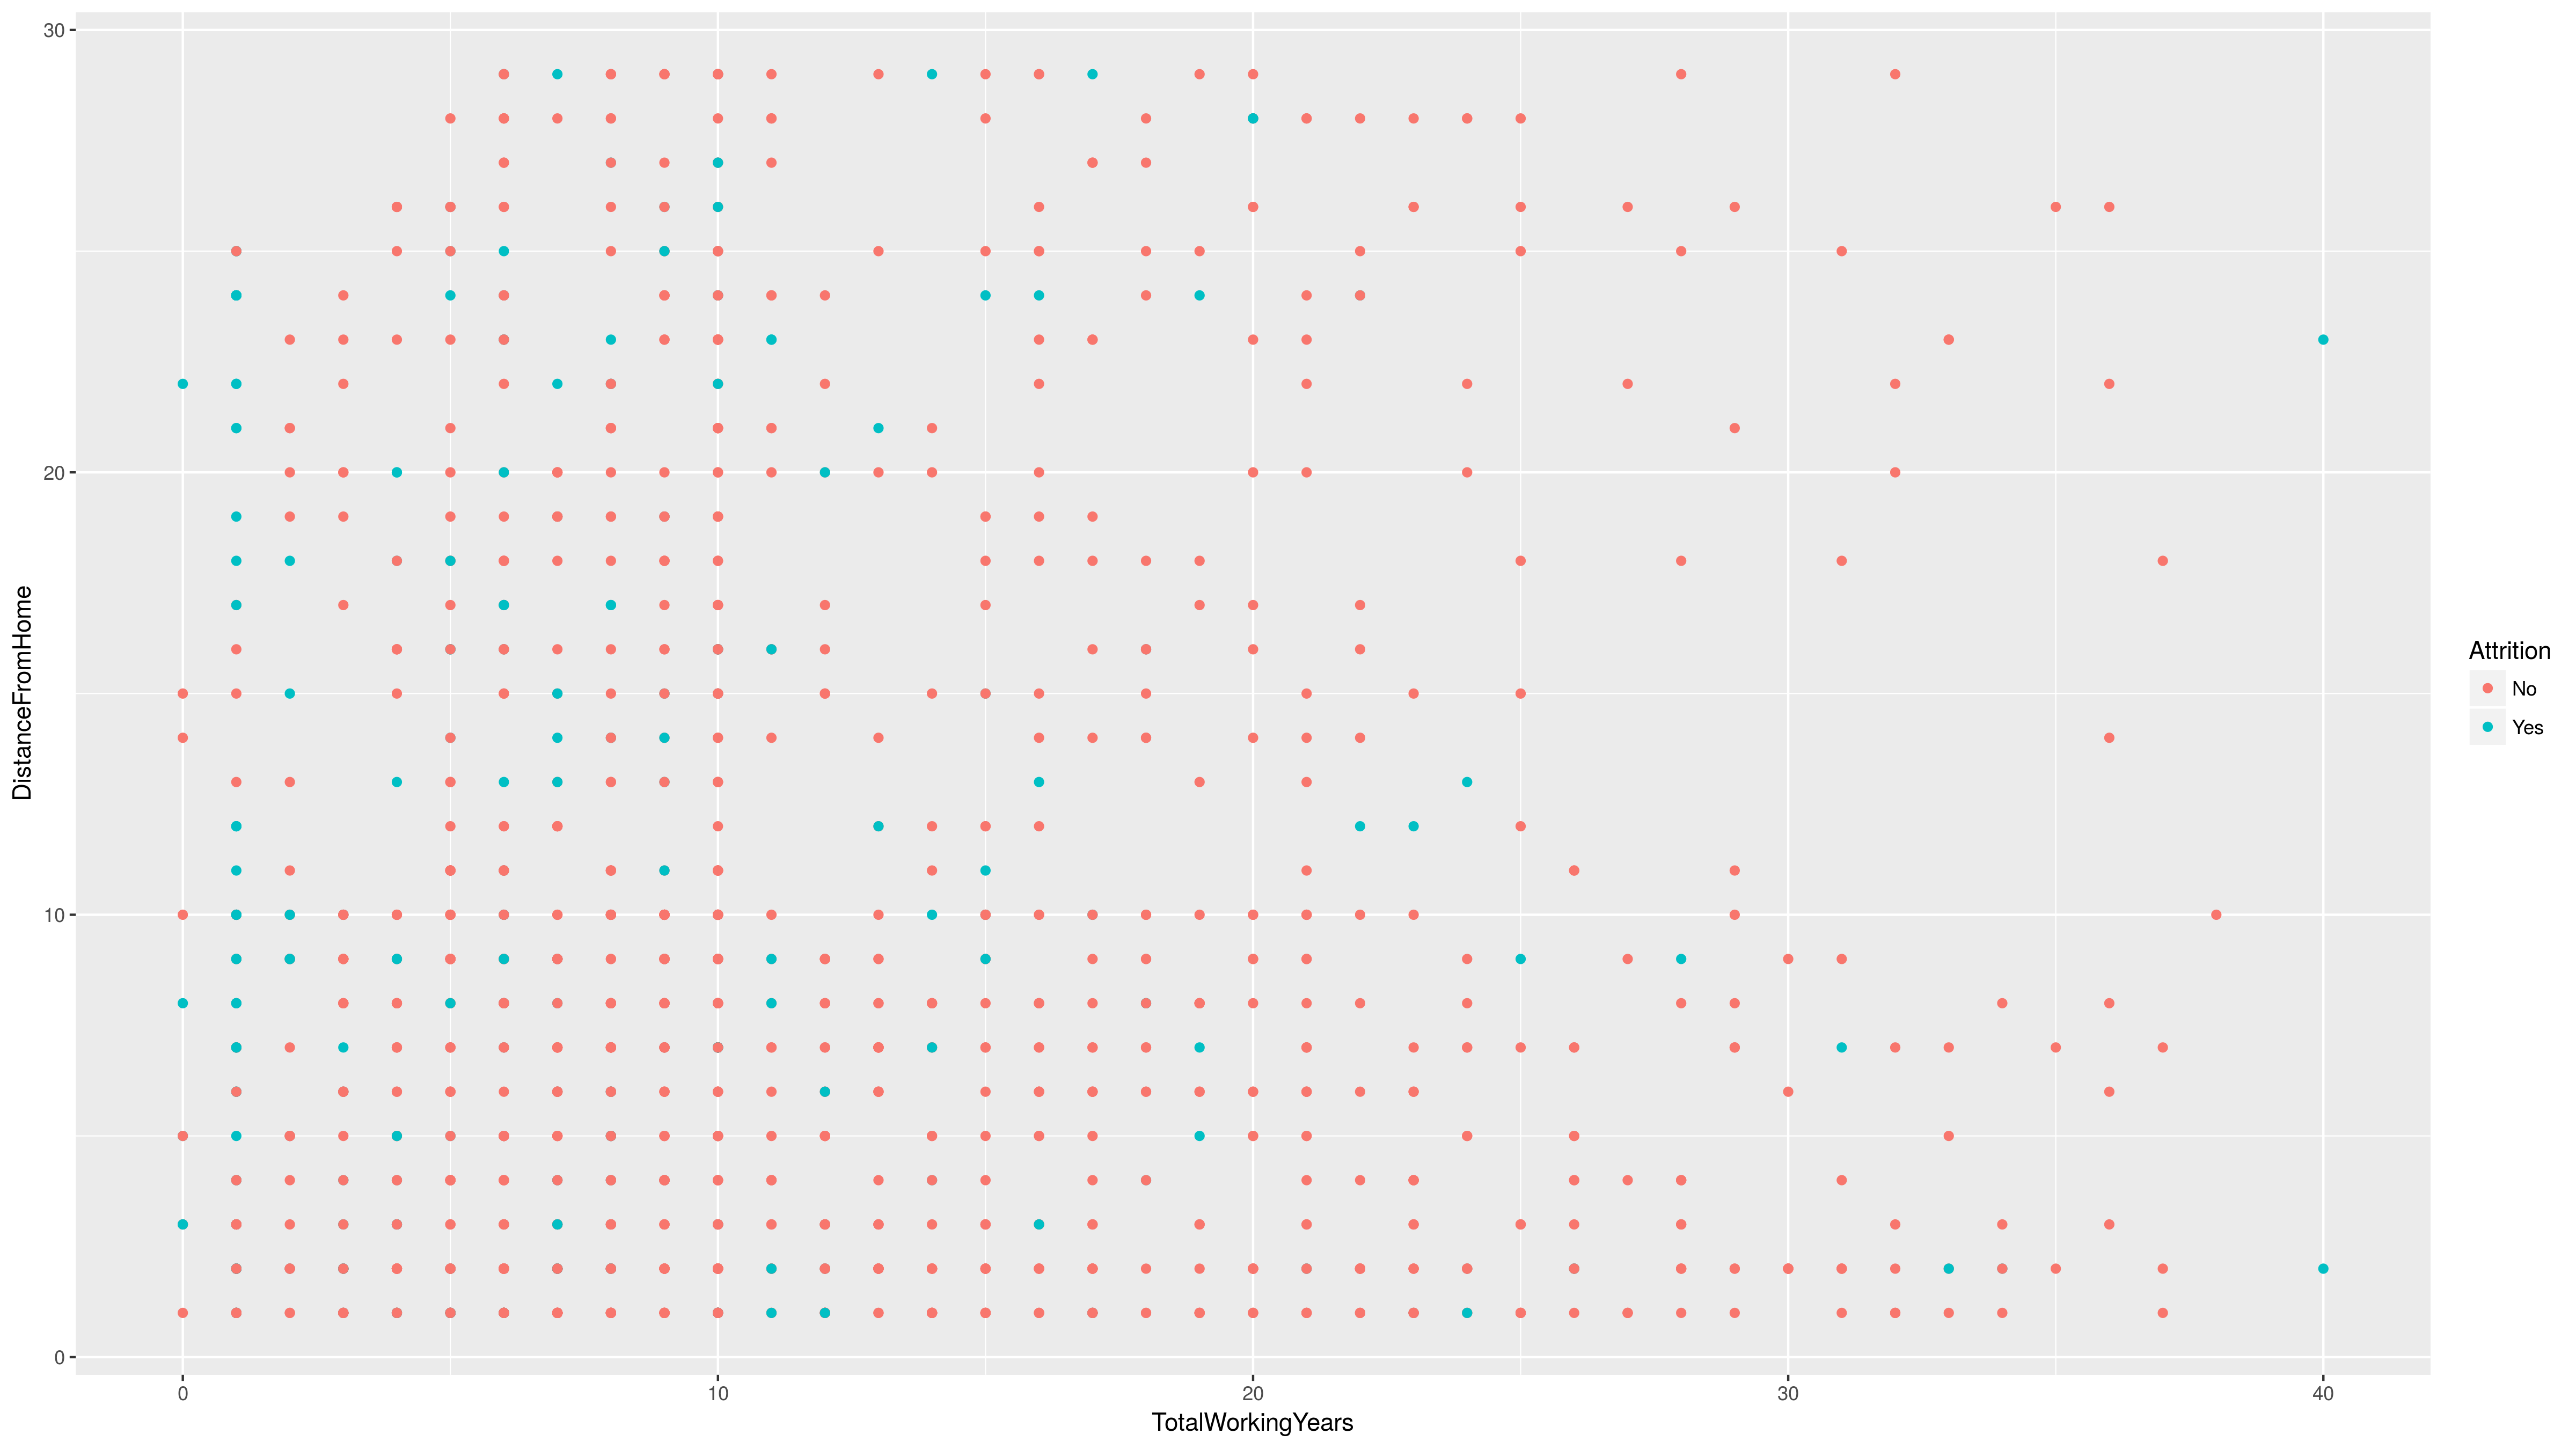 30
20
10
0
DistanceFromHome
0 10 20 30 40
TotalWorkingYears
Attrition
No
Yes